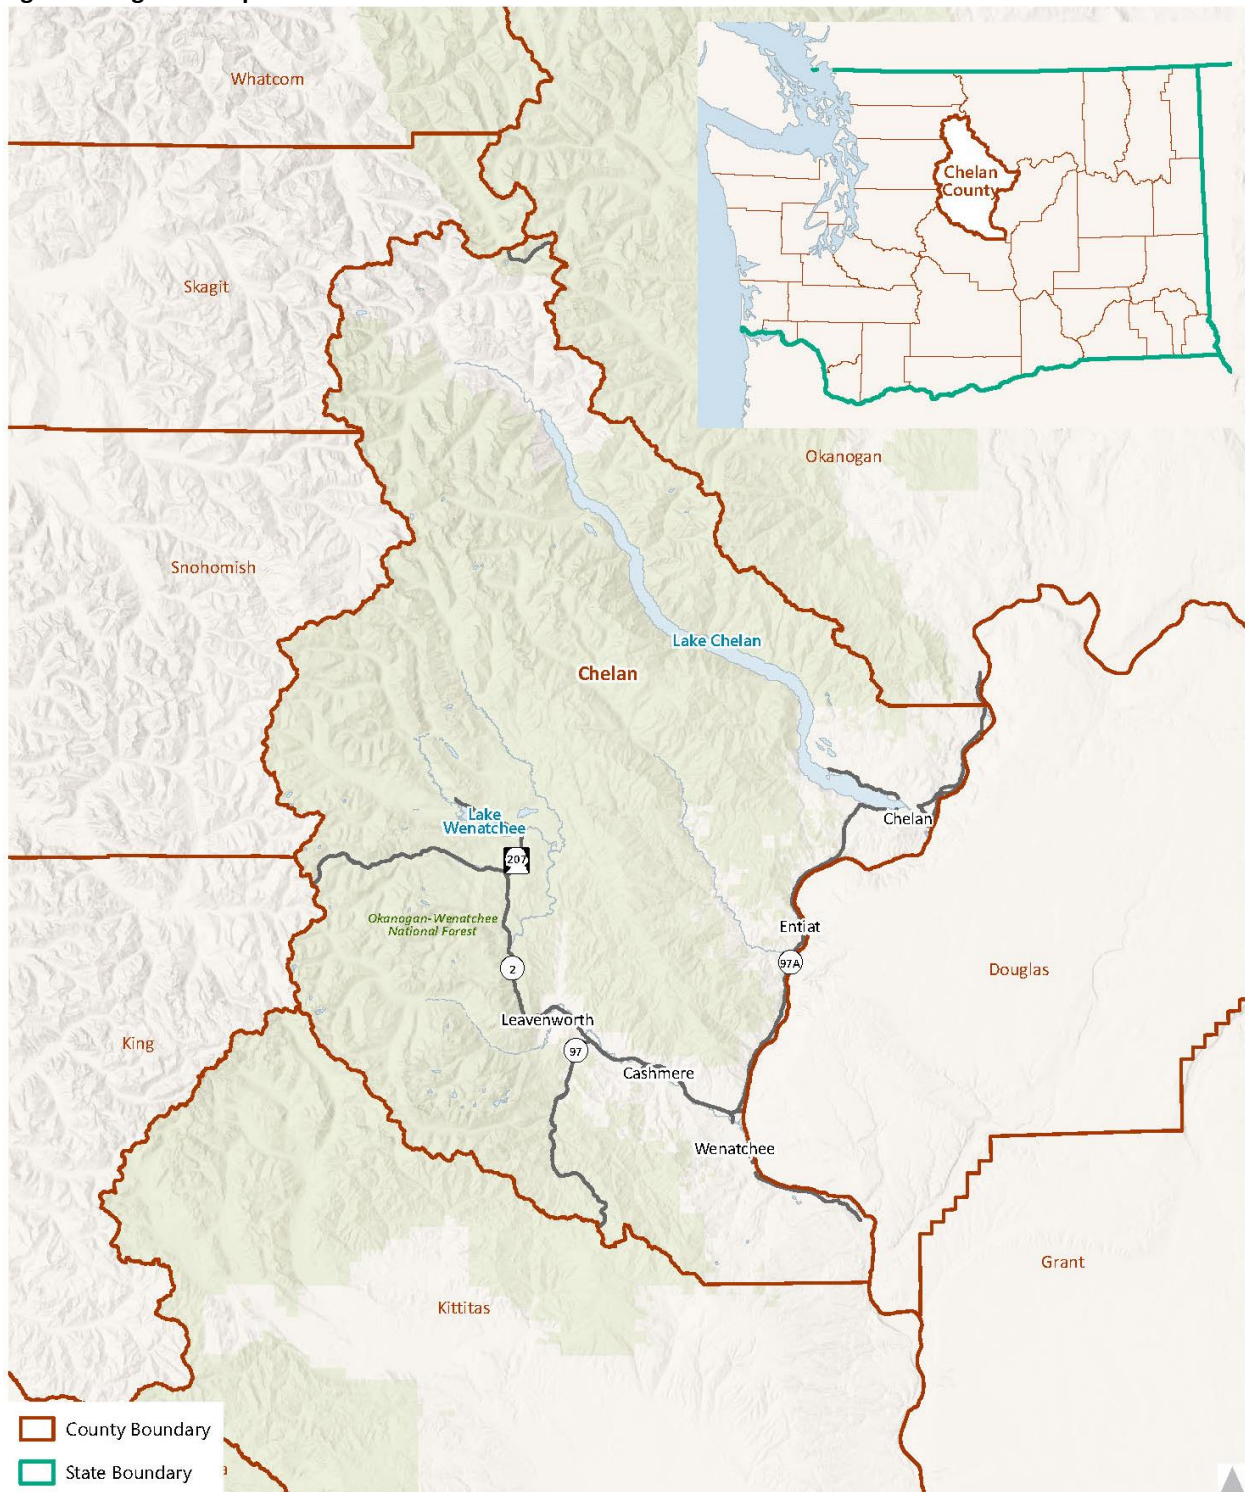 Whatcom
Chelan
County
Skagit
Okanogan
Snohomish
Lake Chelan
Chelan
Lake
Wenatchee
Chelan
207
Okanogan-Wenatchee
National Forest
Entiat
97A
2
Douglas
Leavenworth
King
97
Cashmere
Wenatchee
Grant
Kittitas
County Boundary
State Boundary